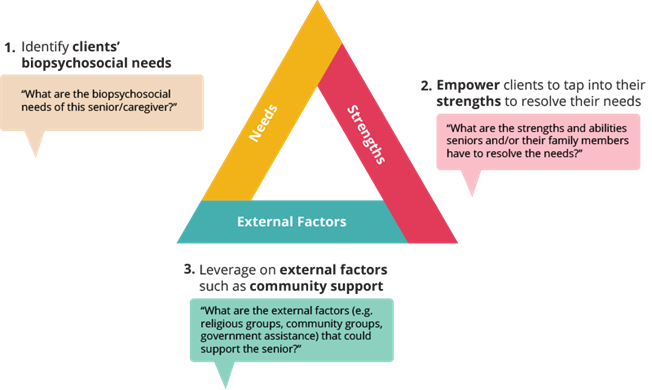 1. Identify clients'
biopsychosocial needs
"What are the biopsychosocial
needs of this senior/caregiver?"
Needs
Strengths
External Factors
2. Empower clients to tap into their
strengths to resolve their needs
"What are the strengths and abilities
seniors and/or their family members
have to resolve the needs?"
3. Leverage on external factors
such as community support
"What are the external factors (e.g.
religious groups, community groups,
government assistance) that could
support the senior?"